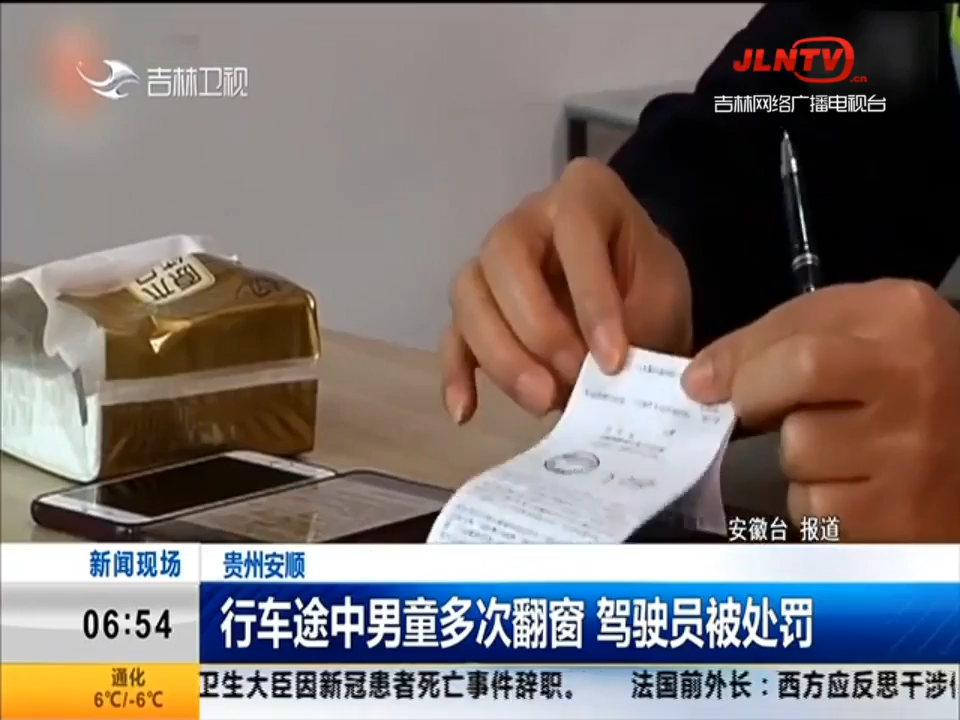 吉林卫视
JLNTV.cn
吉林网络广播电视台
原木
安徽台 报道
新闻现场
贵州安顺
06:54
行车途中男童多次翻窗 驾驶员被处罚
通化
6℃/-6℃
卫生大臣因新冠患者死亡事件辞职。 法国前外长：西方应反思干涉